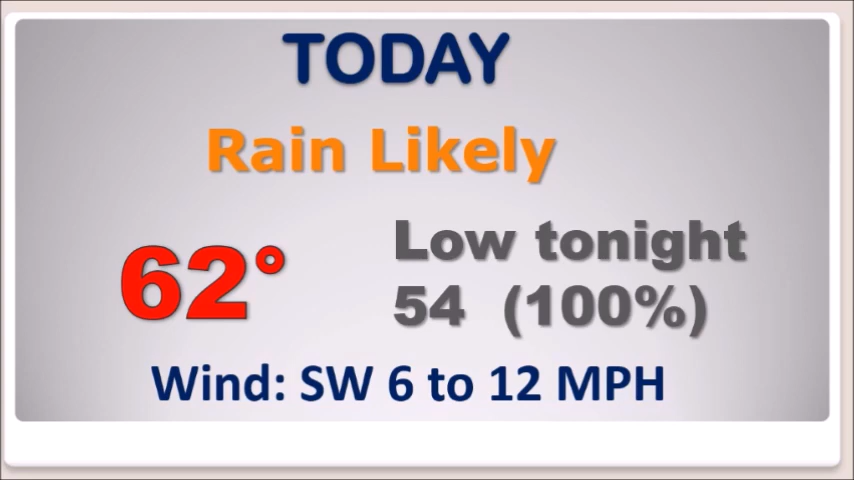 TODAY
Rain Likely
62°
Low tonight
54 (100%)
Wind: SW 6 to 12 MPH